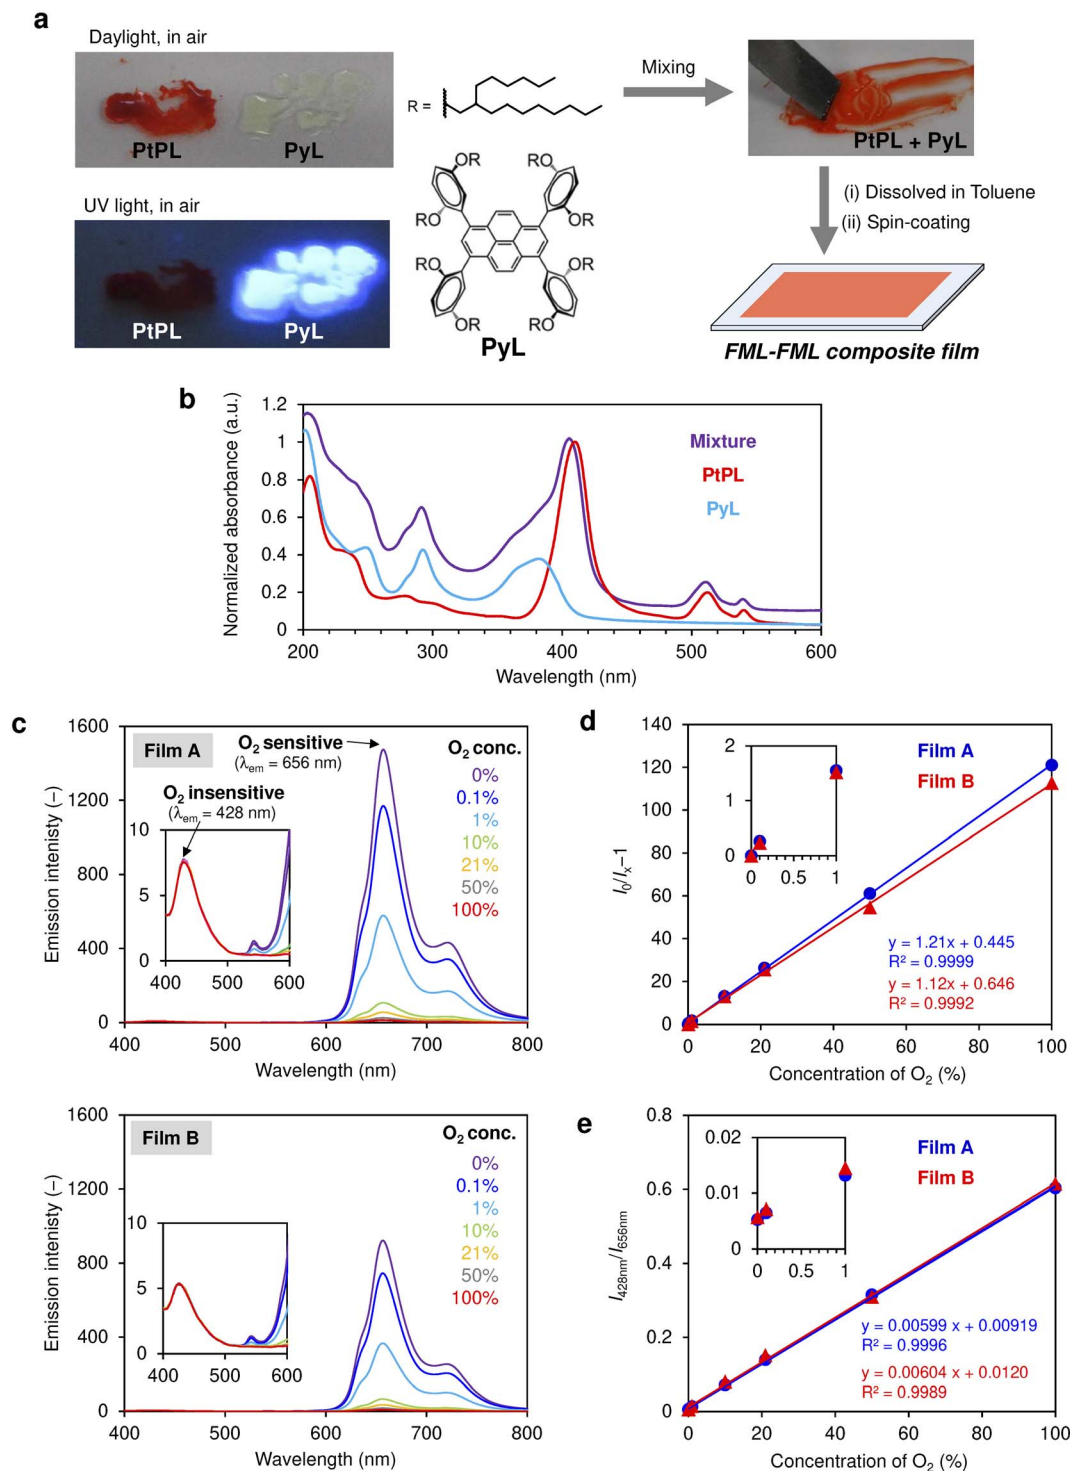 a
Daylight, in air
PtPL
PyL
UV light, in air
PtPL
PyL
R =
OR
RO
OR
RO
OR
RO
OR
RO
PyL
Mixing
PtPL + PyL
(i) Dissolved in Toluene
(ii) Spin-coating
FML-FML composite film
b
Normalized absorbance (a.u.)
1.2
1
0.8
0.6
0.4
0.2
0
200
300
400
500
600
Wavelength (nm)
Mixture
PtPL
PyL
c
Film A
Emission intenisty (−)
1600
1200
800
400
0
400
500
600
700
800
Wavelength (nm)
O₂ sensitive
(λem = 656 nm)
O₂ insensitive
(λem = 428 nm)
10
5
0
400
500
600
O₂ conc.
0%
0.1%
1%
10%
21%
50%
100%
Film B
Emission intenisty (−)
1600
1200
800
400
0
400
500
600
700
800
Wavelength (nm)
10
5
0
400
500
600
O₂ conc.
0%
0.1%
1%
10%
21%
50%
100%
d
I₀/Iₓ−1
140
120
100
80
60
40
20
0
0
20
40
60
80
100
Concentration of O₂ (%)
2
1
0
0
0.5
1
Film A
Film B
y = 1.21x + 0.445
R² = 0.9999
y = 1.12x + 0.646
R² = 0.9992
e
I428nm/I656nm
0.8
0.6
0.4
0.2
0
0
20
40
60
80
100
Concentration of O₂ (%)
0.02
0.01
0
0
0.5
1
Film A
Film B
y = 0.00599 x + 0.00919
R² = 0.9996
y = 0.00604 x + 0.0120
R² = 0.9989